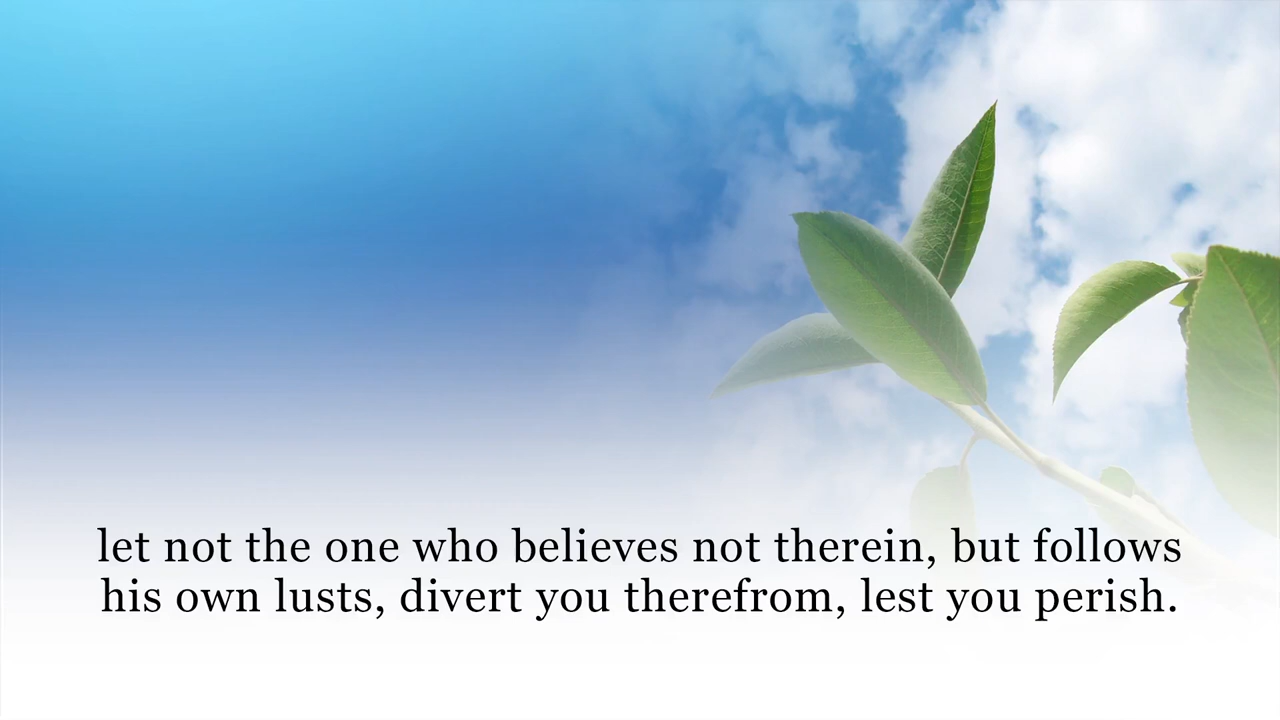 let not the one who believes not therein, but follows
his own lusts, divert you therefrom, lest you perish.